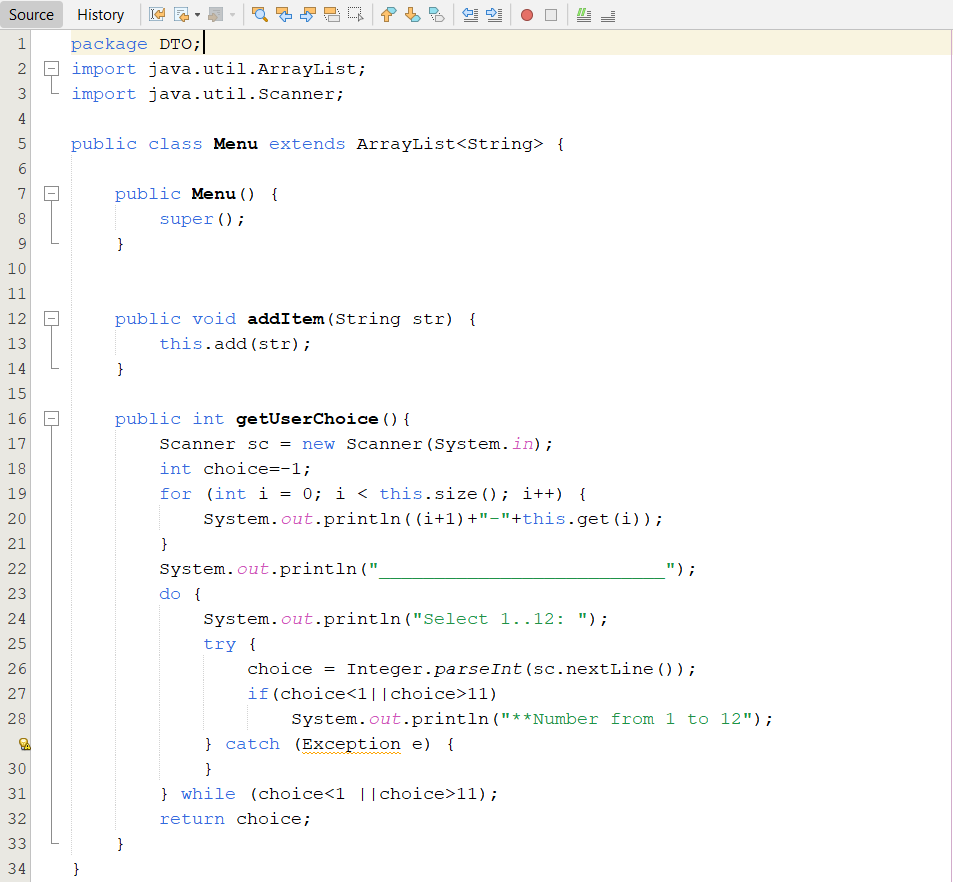 Source History
1 package DTO;
2 import java.util.ArrayList;
3 import java.util.Scanner;
4
5 public class Menu extends ArrayList<String> {
6
7     public Menu() {
8         super();
9     }
10
11
12     public void addItem(String str) {
13         this.add(str);
14     }
15
16     public int getUserChoice(){
17         Scanner sc = new Scanner(System.in);
18         int choice=-1;
19         for (int i = 0; i < this.size(); i++) {
20             System.out.println((i+1)+"-"+this.get(i));
21         }
22         System.out.println("__________________________");
23         do {
24             System.out.println("Select 1..12: ");
25             try {
26                 choice = Integer.parseInt(sc.nextLine());
27                 if(choice<1||choice>11)
28                     System.out.println("**Number from 1 to 12");
            } catch (Exception e) {
30             }
31         } while (choice<1 ||choice>11);
32         return choice;
33     }
34 }